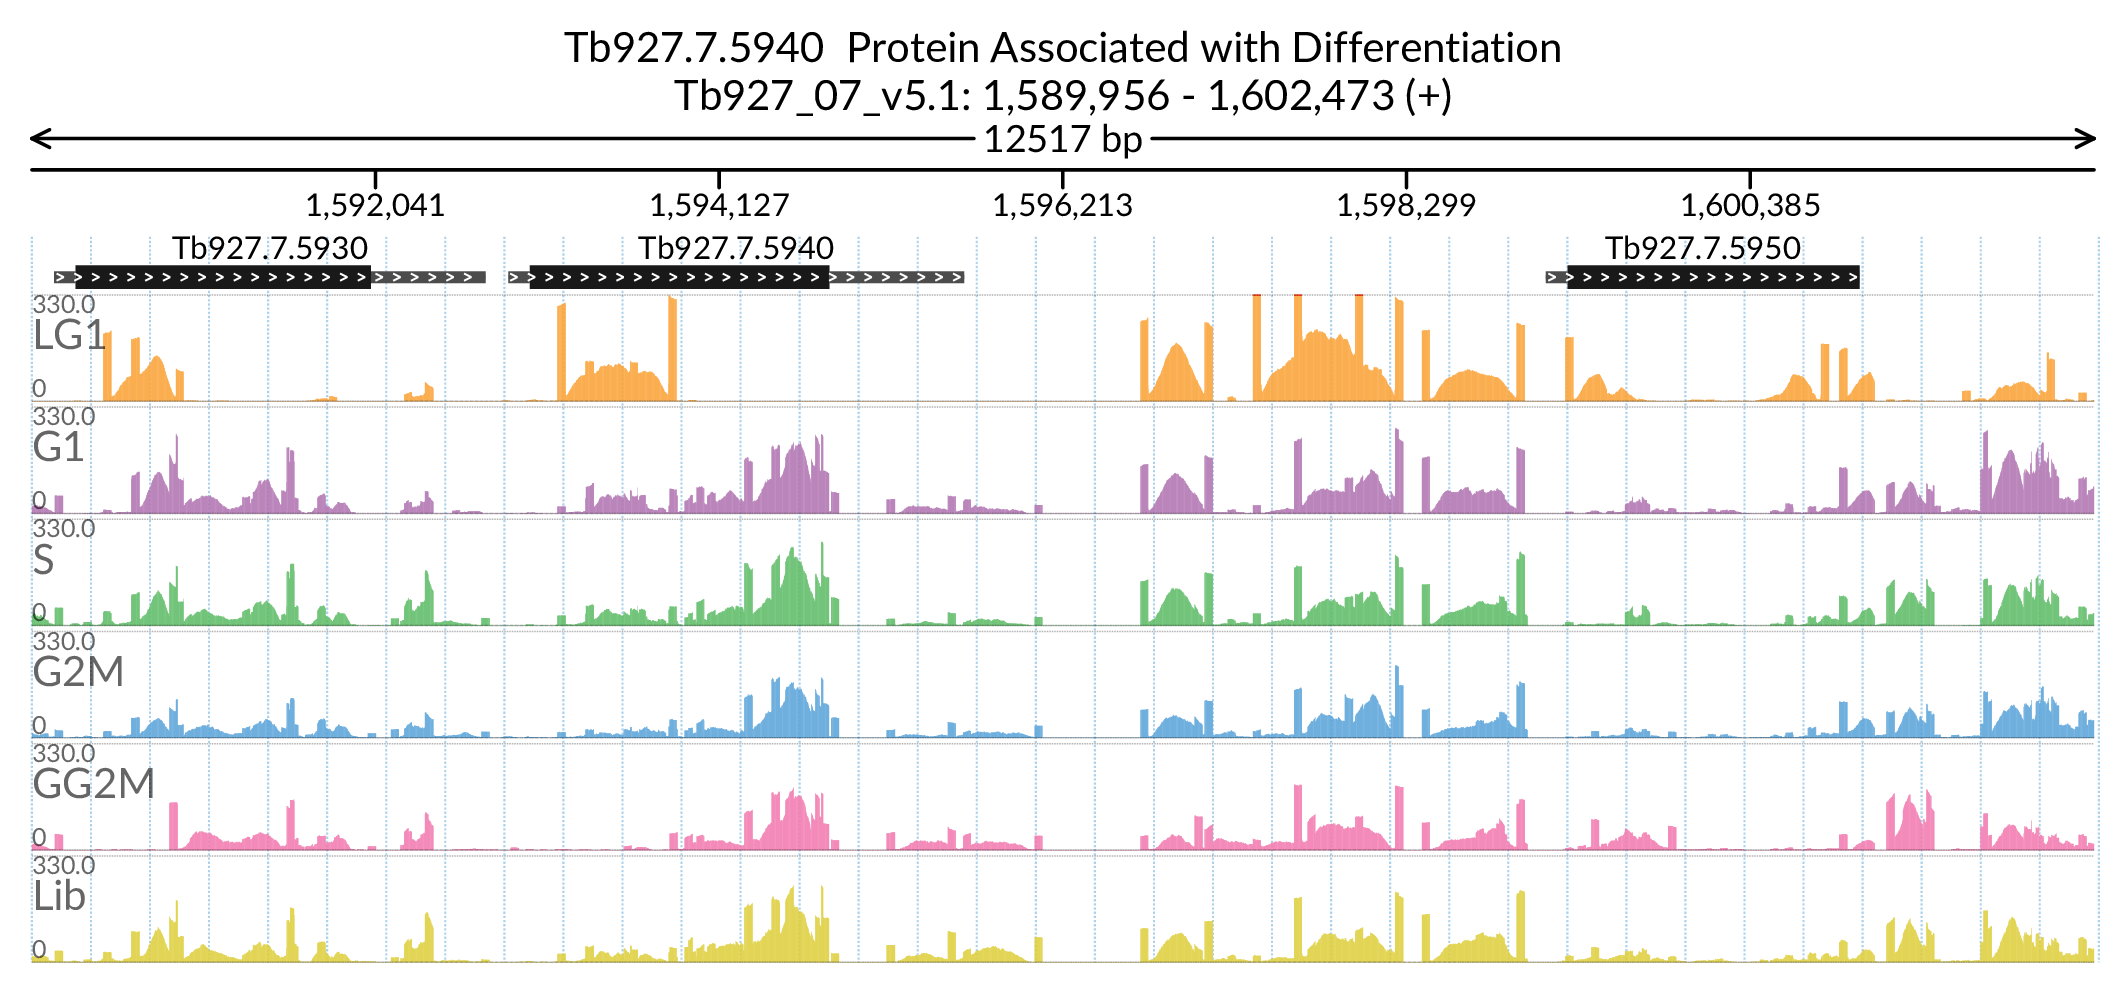 Tb927.7.5940  Protein Associated with Differentiation
Tb927_07_v5.1: 1,589,956 - 1,602,473 (+)
12517 bp
1,592,041 1,594,127 1,596,213 1,598,299 1,600,385
Tb927.7.5930 Tb927.7.5940 Tb927.7.5950
330.0
LG1
0
330.0
G1
0
330.0
S
0
330.0
G2M
0
330.0
GG2M
0
330.0
Lib
0